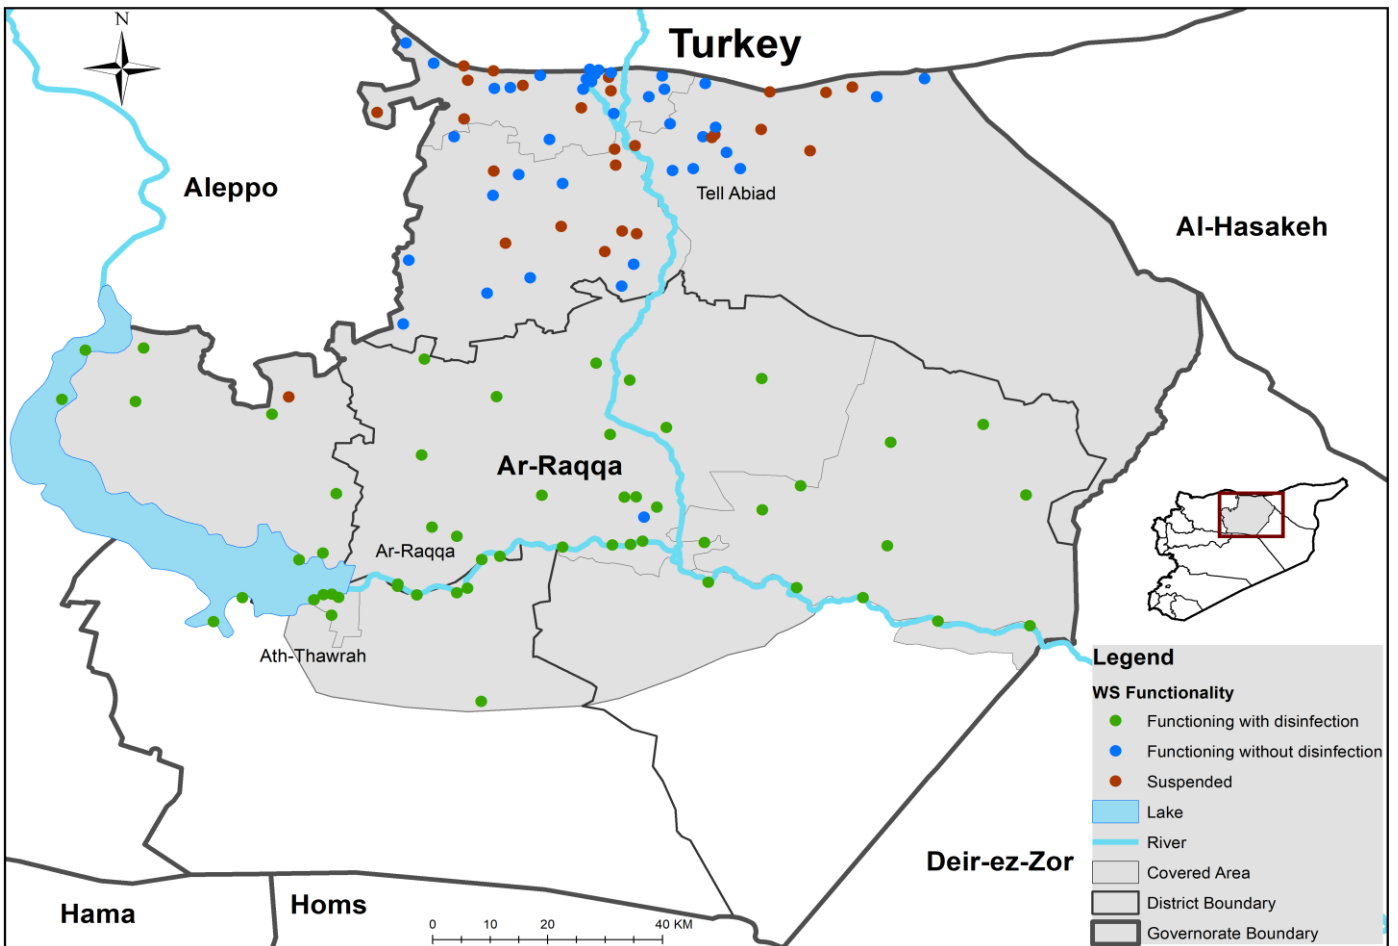 N
Turkey
Aleppo
Tell Abiad
Al-Hasakeh
Ar-Raqqa
Ar-Raqqa
Ath-Thawrah
Deir-ez-Zor
Hama
Homs
0 10 20 40 KM
Legend
WS Functionality
Functioning with disinfection
Functioning without disinfection
Suspended
Lake
River
Covered Area
District Boundary
Governorate Boundary